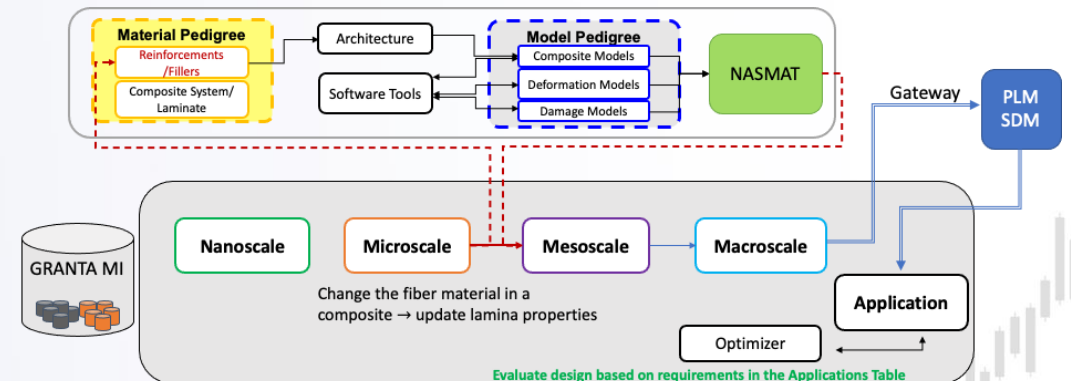 Material Pedigree
Reinforcements
/Fillers
Composite System/
Laminate
Architecture
Software Tools
Model Pedigree
Composite Models
Deformation Models
Damage Models
NASMAT
Gateway
PLM
SDM
GRANTA MI
Nanoscale
Microscale
Mesoscale
Macroscale
Change the fiber material in a
composite → update lamina properties
Application
Optimizer
Evaluate design based on requirements in the Applications Table